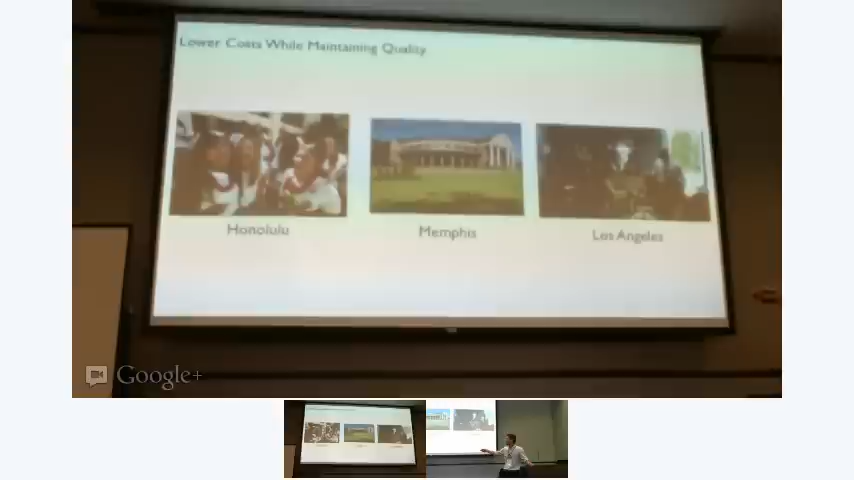 Lower Costs While Maintaining Quality
Honolulu
Memphis
Los Angeles
Google+